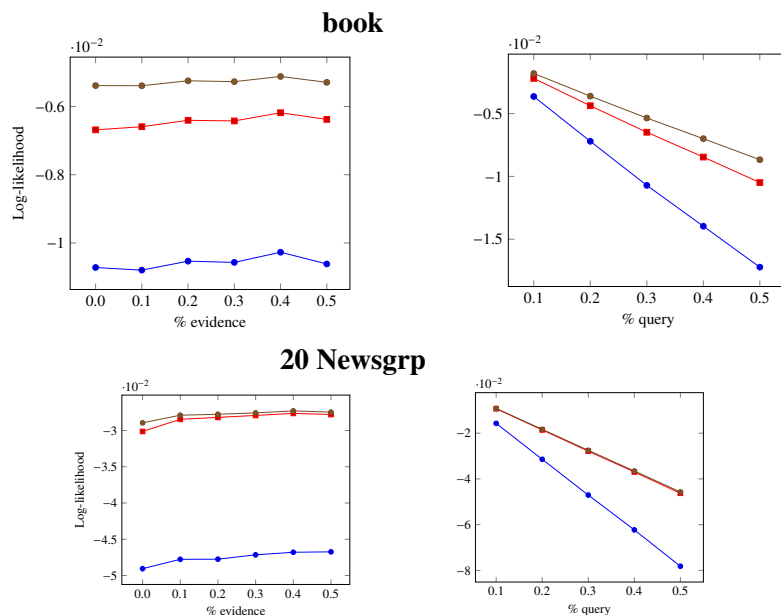 book
·10⁻²
−0.6
−0.8
−1
Log-likelihood
0.0 0.1 0.2 0.3 0.4 0.5
% evidence
·10⁻²
−0.5
−1
−1.5
0.1 0.2 0.3 0.4 0.5
% query
20 Newsgrp
·10⁻²
−3
−3.5
−4
−4.5
−5
Log-likelihood
0.0 0.1 0.2 0.3 0.4 0.5
% evidence
·10⁻²
−2
−4
−6
−8
0.1 0.2 0.3 0.4 0.5
% query